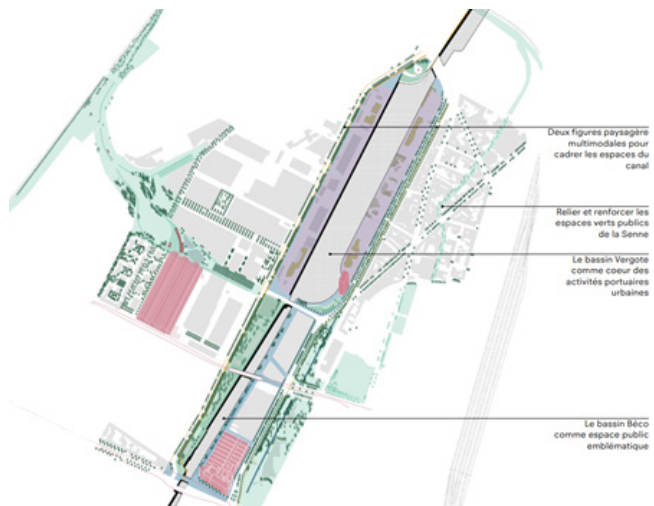 Deux figures paysagère
multimodales pour
cadrer les espaces du
canal
Relier et renforcer les
espaces verts publics
de la Senne
Le bassin Vergote
comme coeur des
activités portuaires
urbaines
Le bassin Béco
comme espace public
emblématique